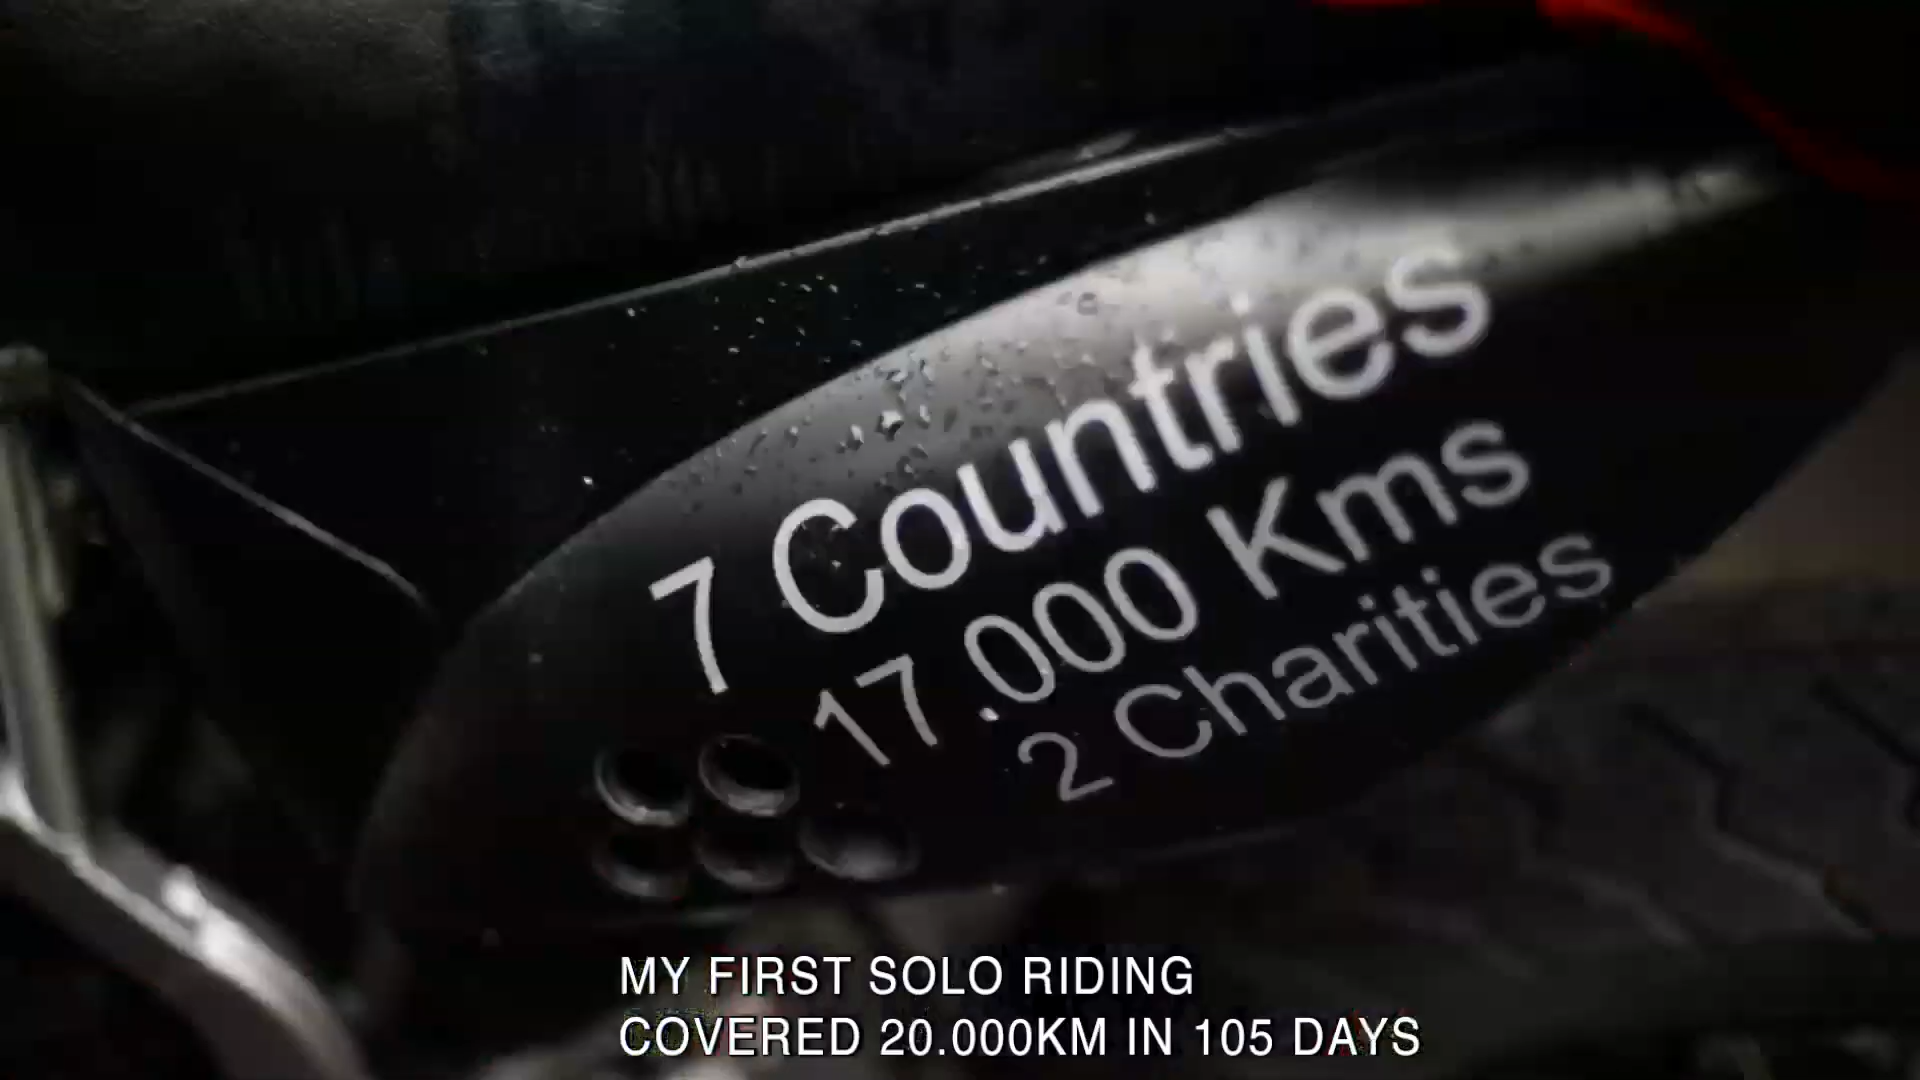 7 Countries
17.000 Kms
2 Charities
MY FIRST SOLO RIDING
COVERED 20.000KM IN 105 DAYS